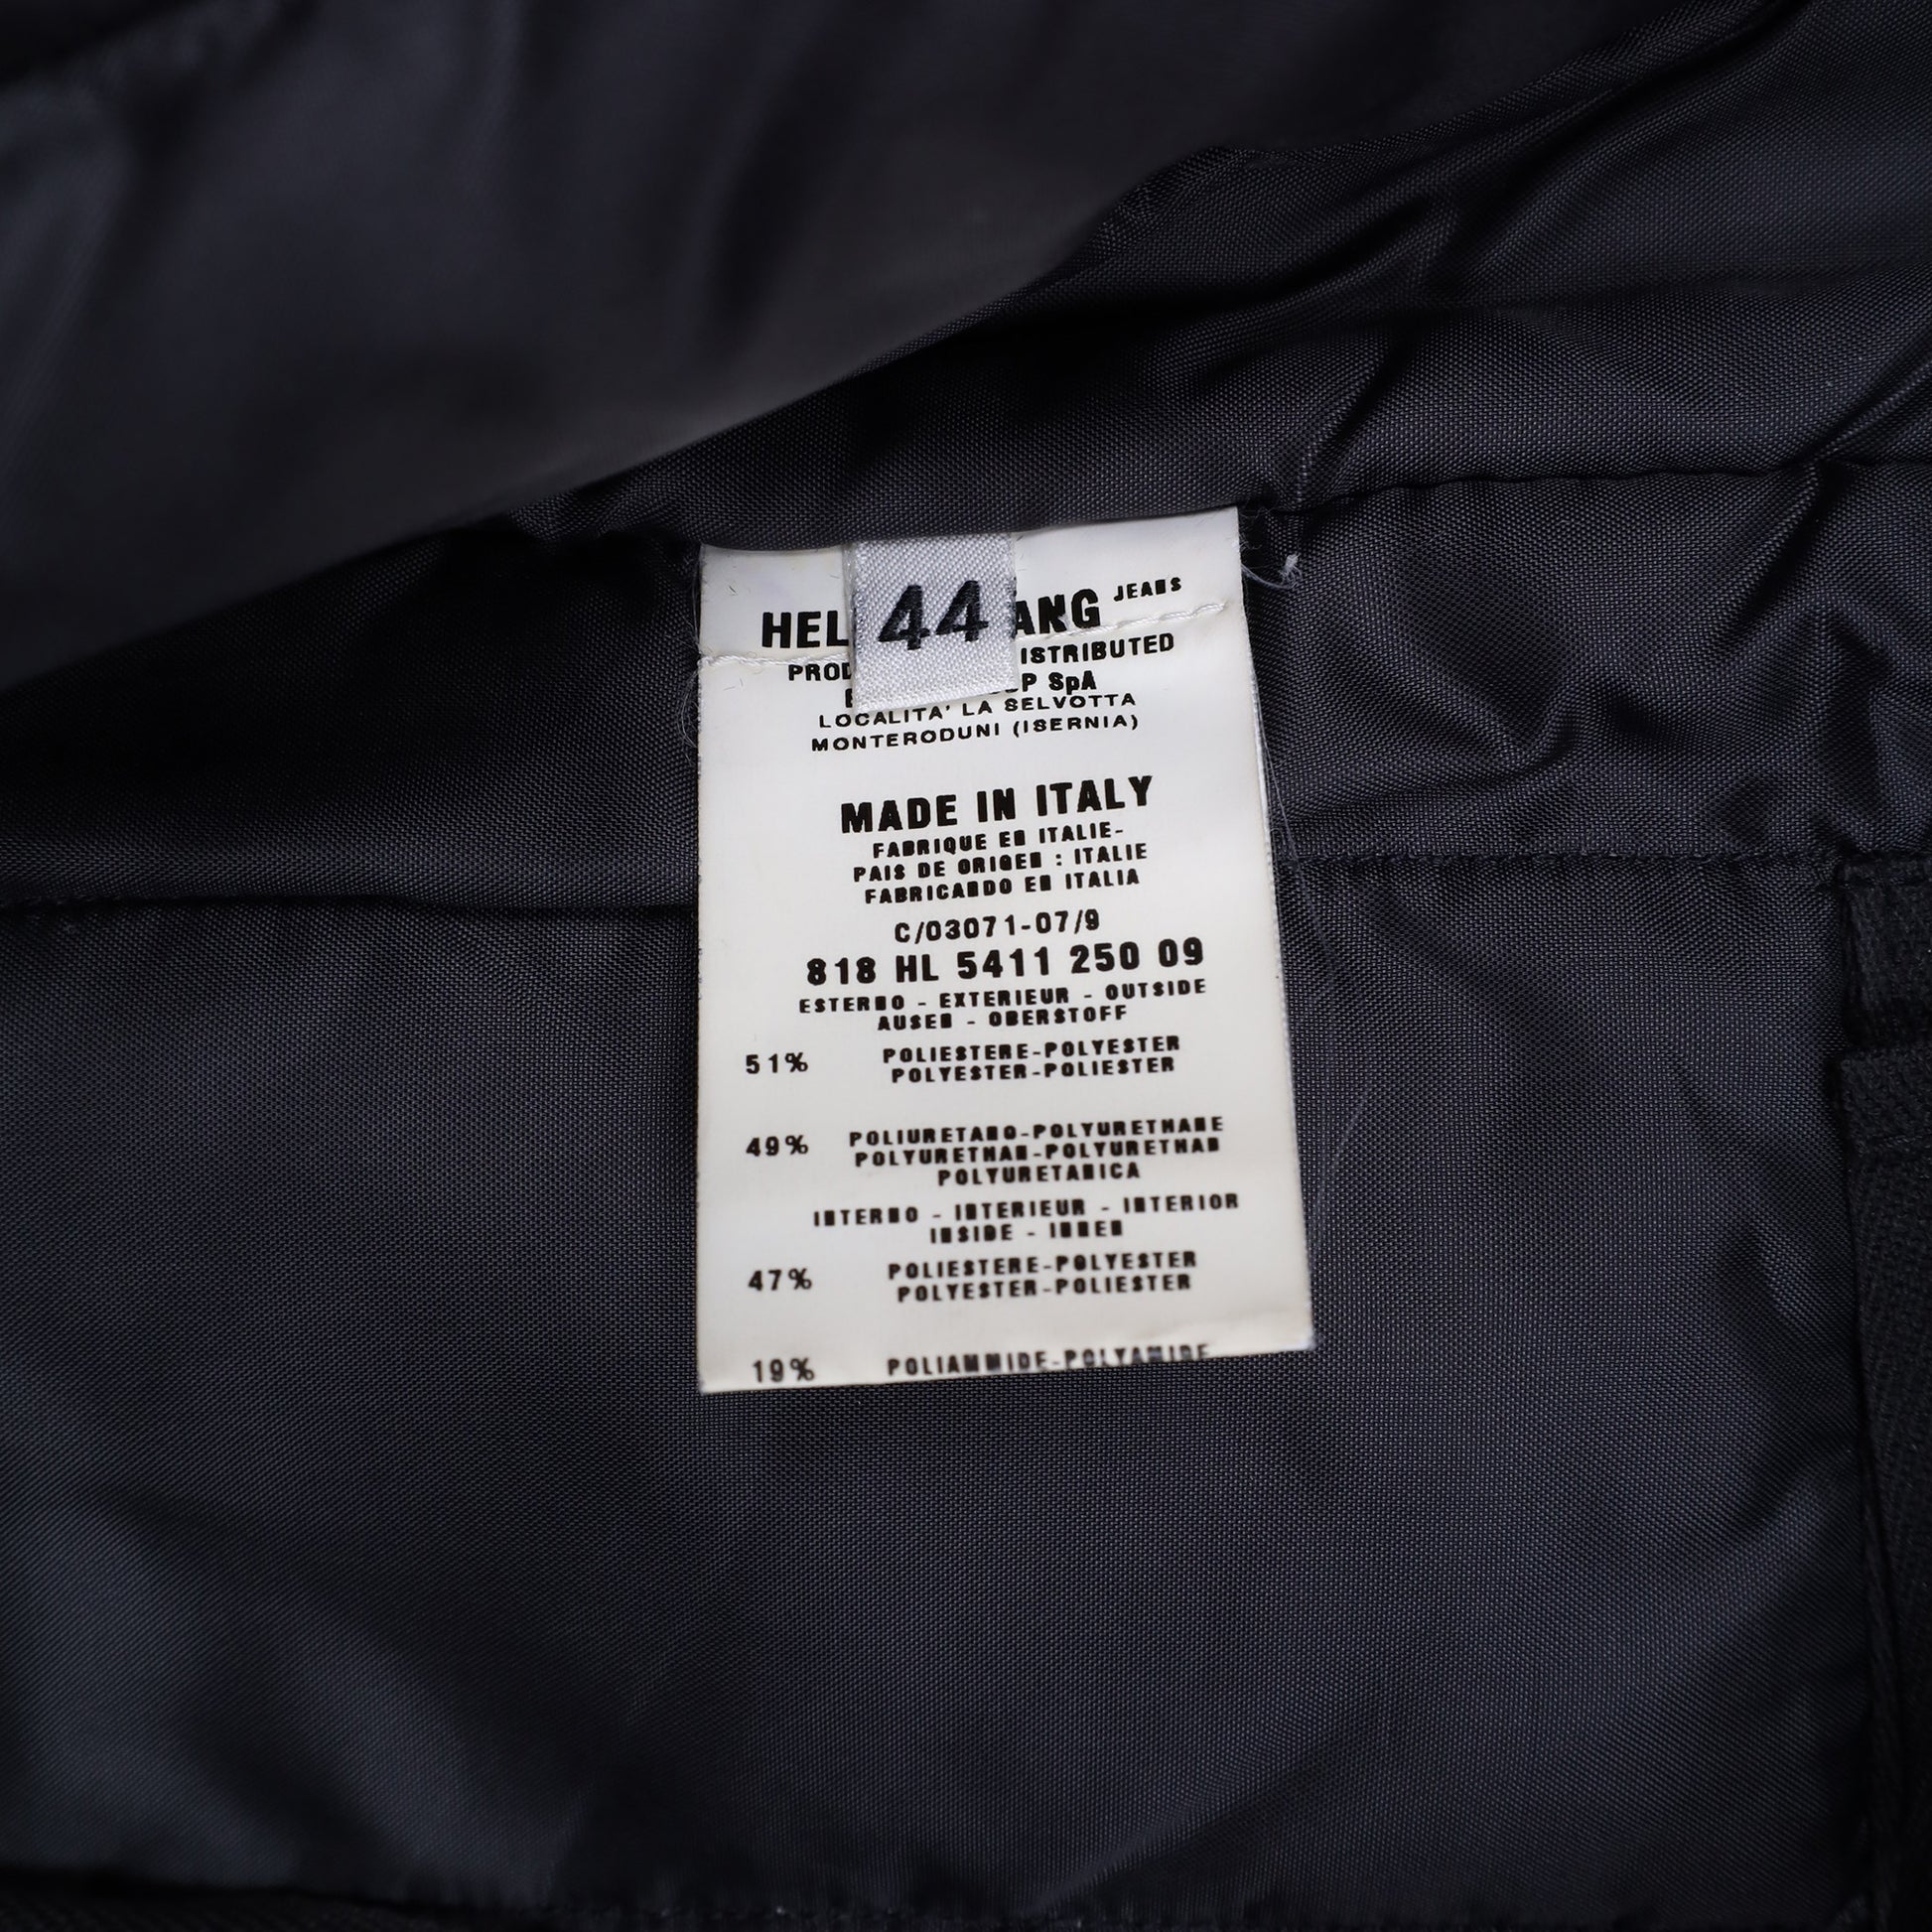 44
HEL ANG JEANS
PROD ISTRIBUTED
P SpA
LOCALITA' LA SELVOTTA
MONTERODUNI (ISERNIA)
MADE IN ITALY
FABRIQUE EN ITALIE-
PAIS DE ORIGEN : ITALIE
FABRICANDO EN ITALIA
C/03071-07/9
818 HL 5411 250 09
ESTERNO - EXTERIEUR - OUTSIDE
AUSEN - OBERSTOFF
51% POLIESTERE-POLYESTER
POLYESTER-POLIESTER
49% POLIURETANO-POLYURETHANE
POLYURETHAN-POLYURETHAN
POLYURETANICA
INTERNO - INTERIEUR - INTERIOR
INSIDE - INNEN
47% POLIESTERE-POLYESTER
POLYESTER-POLIESTER
19% POLIAMMIDE-POLYAMIDE